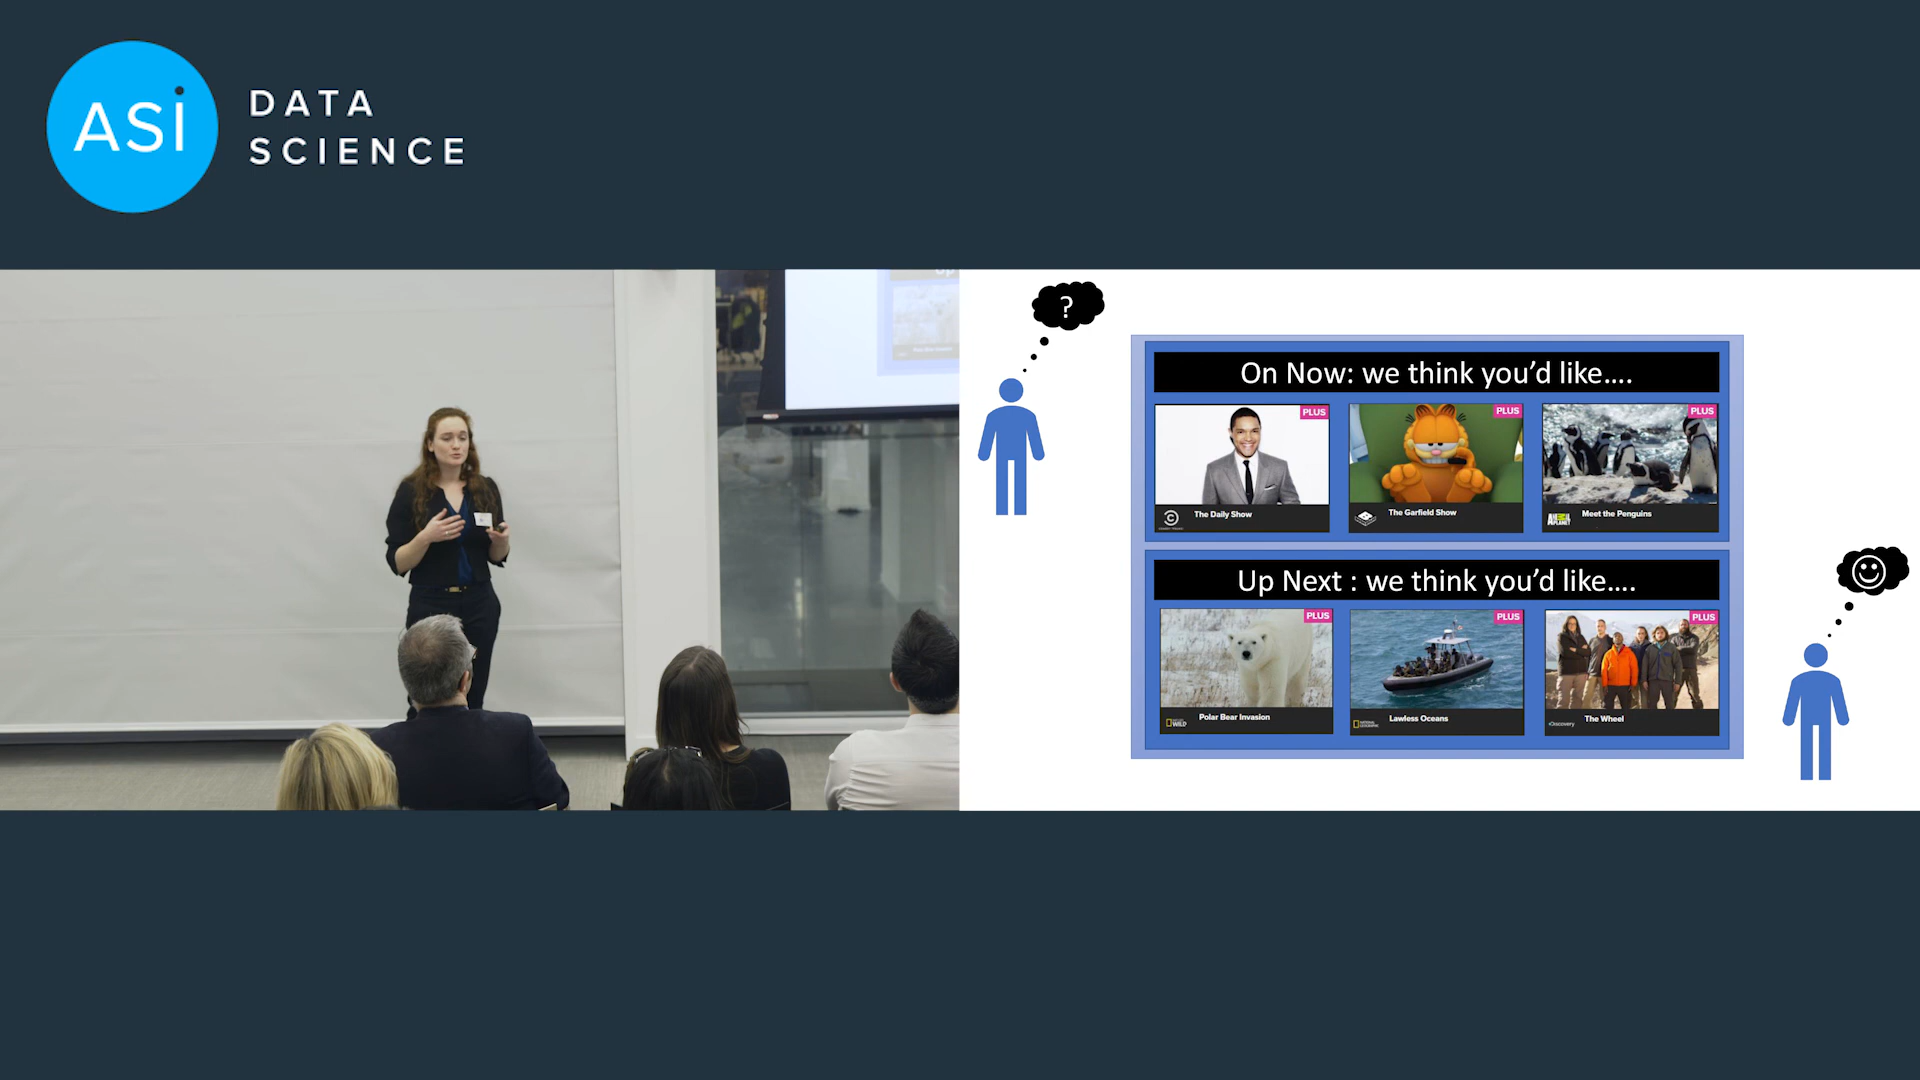 ASI
DATA
SCIENCE
?
On Now: we think you'd like....
PLUS
PLUS
PLUS
The Daily Show
The Garfield Show
Meet the Penguins
Up Next : we think you'd like....
PLUS
PLUS
PLUS
Polar Bear Invasion
Lawless Oceans
The Wheel
Discovery